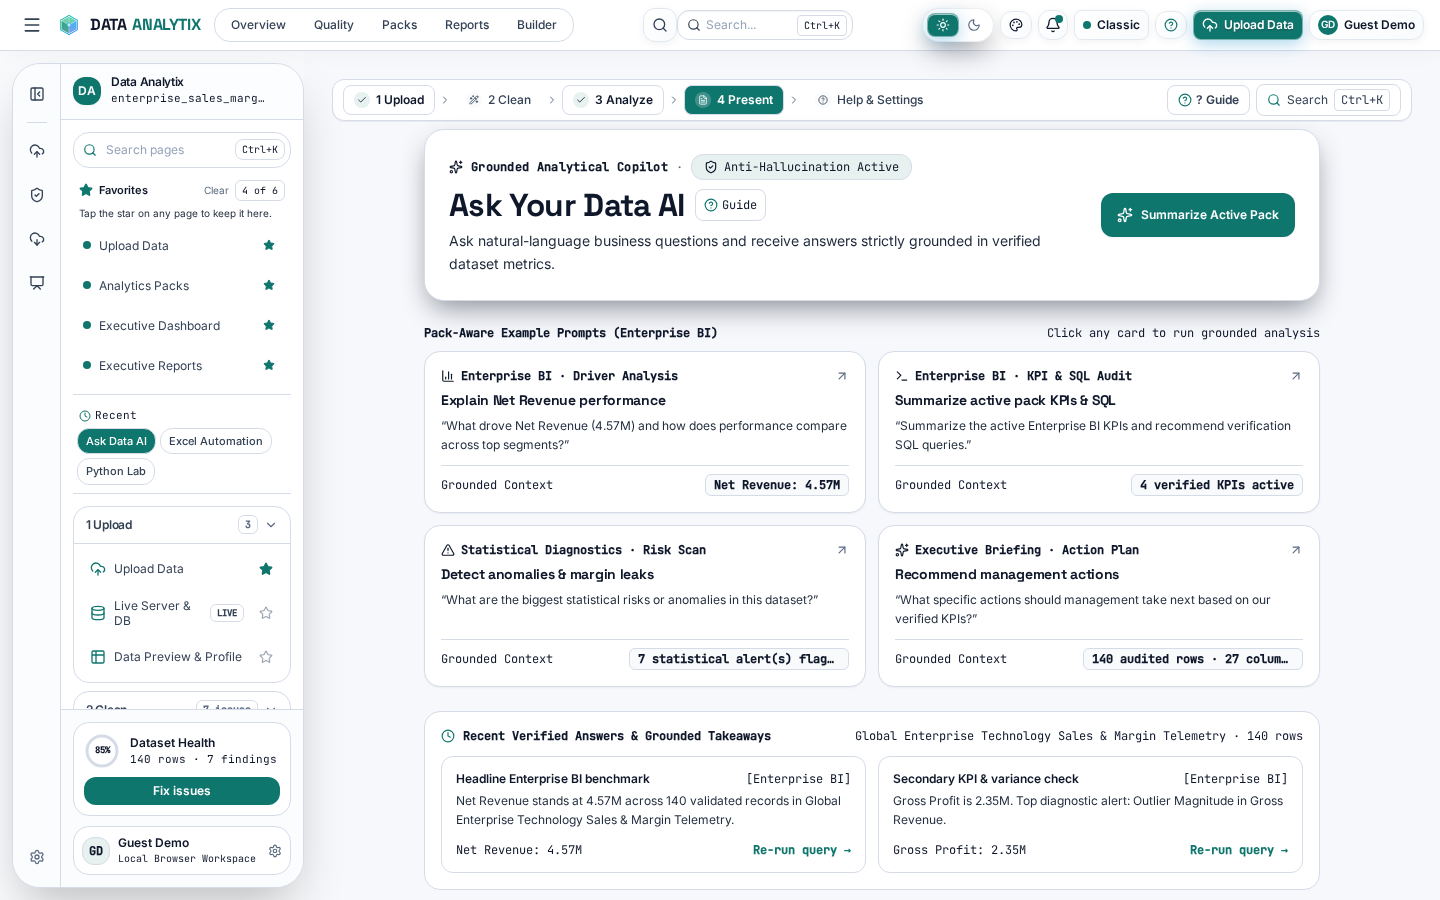 DATA ANALYTIX
Overview
Quality
Packs
Reports
Builder
Search...
Ctrl+K
Classic
Upload Data
GD
Guest Demo
DA
Data Analytix
enterprise_sales_marg…
Search pages
Ctrl+K
Favorites
Clear
4 of 6
Tap the star on any page to keep it here.
Upload Data
Analytics Packs
Executive Dashboard
Executive Reports
Recent
Ask Data AI
Excel Automation
Python Lab
1 Upload
3
Upload Data
Live Server &
DB
LIVE
Data Preview & Profile
2 Clean
7 issues
85%
Dataset Health
140 rows · 7 findings
Fix issues
GD
Guest Demo
Local Browser Workspace
1 Upload
2 Clean
3 Analyze
4 Present
Help & Settings
? Guide
Search
Ctrl+K
Grounded Analytical Copilot ·
Anti-Hallucination Active
Ask Your Data AI
Guide
Ask natural-language business questions and receive answers strictly grounded in verified
dataset metrics.
Summarize Active Pack
Pack-Aware Example Prompts (Enterprise BI)
Click any card to run grounded analysis
Enterprise BI · Driver Analysis
Explain Net Revenue performance
“What drove Net Revenue (4.57M) and how does performance compare
across top segments?”
Grounded Context
Net Revenue: 4.57M
Enterprise BI · KPI & SQL Audit
Summarize active pack KPIs & SQL
“Summarize the active Enterprise BI KPIs and recommend verification
SQL queries.”
Grounded Context
4 verified KPIs active
Statistical Diagnostics · Risk Scan
Detect anomalies & margin leaks
“What are the biggest statistical risks or anomalies in this dataset?”
Grounded Context
7 statistical alert(s) flag…
Executive Briefing · Action Plan
Recommend management actions
“What specific actions should management take next based on our
verified KPIs?”
Grounded Context
140 audited rows · 27 colum…
Recent Verified Answers & Grounded Takeaways
Global Enterprise Technology Sales & Margin Telemetry · 140 rows
Headline Enterprise BI benchmark
[Enterprise BI]
Net Revenue stands at 4.57M across 140 validated records in Global
Enterprise Technology Sales & Margin Telemetry.
Net Revenue: 4.57M
Re-run query →
Secondary KPI & variance check
[Enterprise BI]
Gross Profit is 2.35M. Top diagnostic alert: Outlier Magnitude in Gross
Revenue.
Gross Profit: 2.35M
Re-run query →